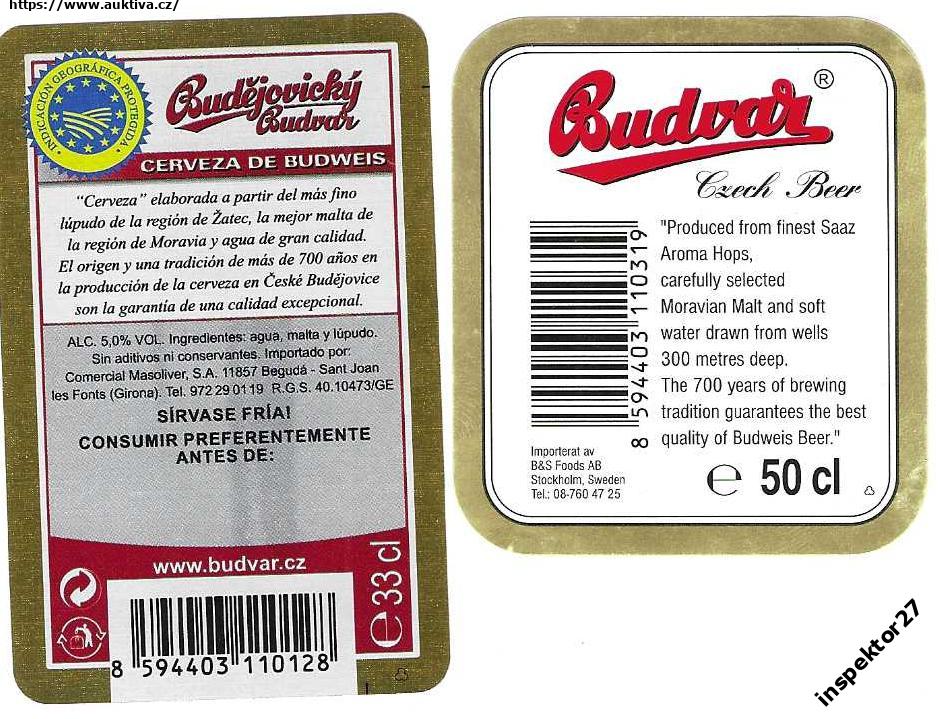 https://www.auktiva.cz/
INDICACIÓN GEOGRÁFICA PROTEGIDA
Budějovický
Budvar
CERVEZA DE BUDWEIS
"Cerveza" elaborada a partir del más fino
lúpudo de la región de Žatec, la mejor malta de
la región de Moravia y agua de gran calidad.
El origen y una tradición de más de 700 años en
la producción de la cerveza en České Budějovice
son la garantía de una calidad excepcional.
ALC. 5,0% VOL. Ingredientes: agua, malta y lúpudo.
Sin aditivos ni conservantes. Importado por:
Comercial Masoliver, S.A. 11857 Begudá - Sant Joan
les Fonts (Girona). Tel. 972 29 01 19 R.G.S. 40.10473/GE
SÍRVASE FRÍA!
CONSUMIR PREFERENTEMENTE
ANTES DE:
www.budvar.cz
e 33 cl
8 594403 110128
Budvar ®
Czech Beer
"Produced from finest Saaz
Aroma Hops,
carefully selected
Moravian Malt and soft
water drawn from wells
300 metres deep.
The 700 years of brewing
tradition guarantees the best
quality of Budweis Beer."
8 594403 110319
Importerat av
B&S Foods AB
Stockholm, Sweden
Tel.: 08-760 47 25
e 50 cl
inspektor27